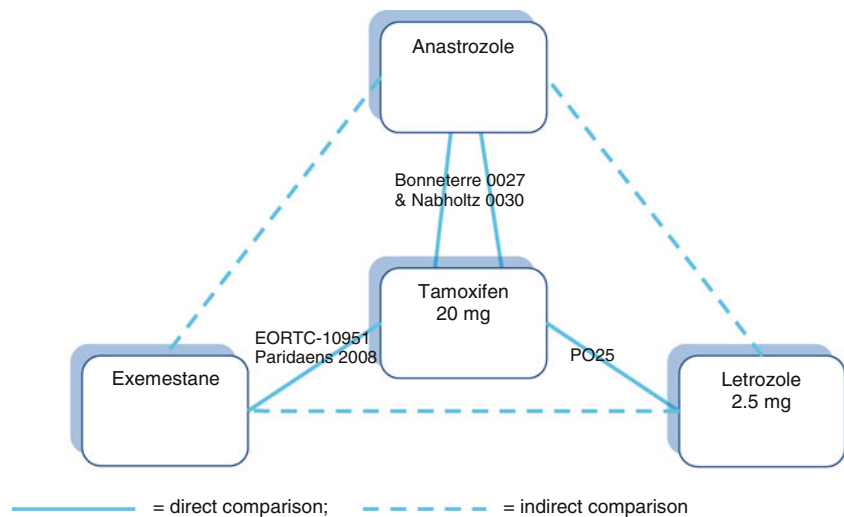 Anastrozole
Bonneterre 0027
& Nabholtz 0030
Tamoxifen
20 mg
EORTC-10951
Paridaens 2008
PO25
Exemestane
Letrozole
2.5 mg
= direct comparison;
= indirect comparison